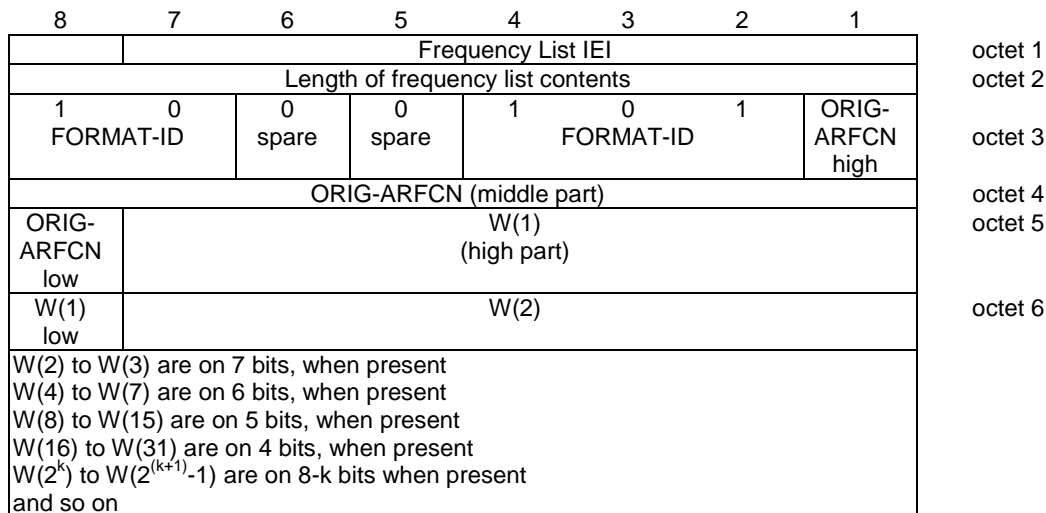 8 7 6 5 4 3 2 1
Frequency List IEI octet 1
Length of frequency list contents octet 2
1 0 0 0 1 0 1 ORIG-
FORMAT-ID spare spare FORMAT-ID ARFCN octet 3
high
ORIG-ARFCN (middle part) octet 4
ORIG- W(1) octet 5
ARFCN (high part)
low
W(1) W(2) octet 6
low
W(2) to W(3) are on 7 bits, when present
W(4) to W(7) are on 6 bits, when present
W(8) to W(15) are on 5 bits, when present
W(16) to W(31) are on 4 bits, when present
W(2^k) to W(2^(k+1)-1) are on 8-k bits when present
and so on